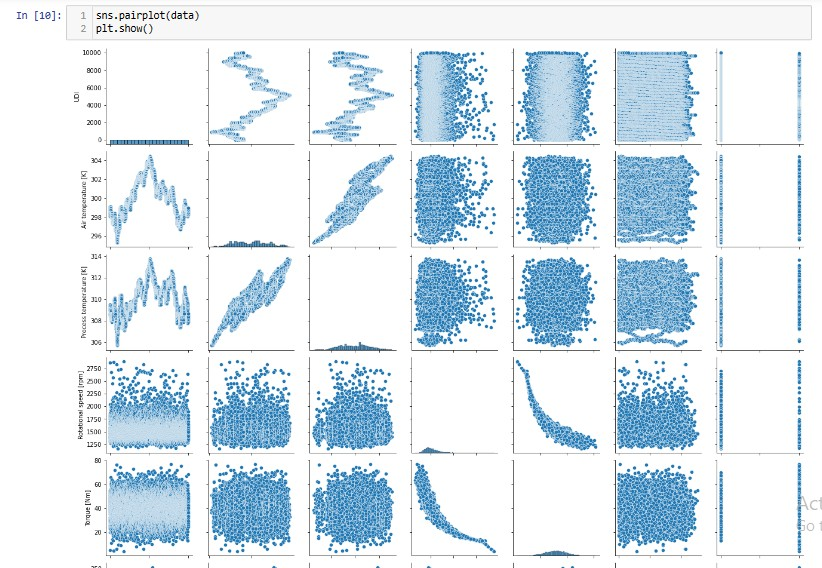 In [10]:
1 sns.pairplot(data)
2 plt.show()
10000
8000
6000
4000
2000
0
UDI
304
302
300
298
296
Air temperature [K]
314
312
310
308
306
Process temperature [K]
2750
2500
2250
2000
1750
1500
1250
Rotational speed [rpm]
80
60
40
20
Torque [Nm]
Act
Go t